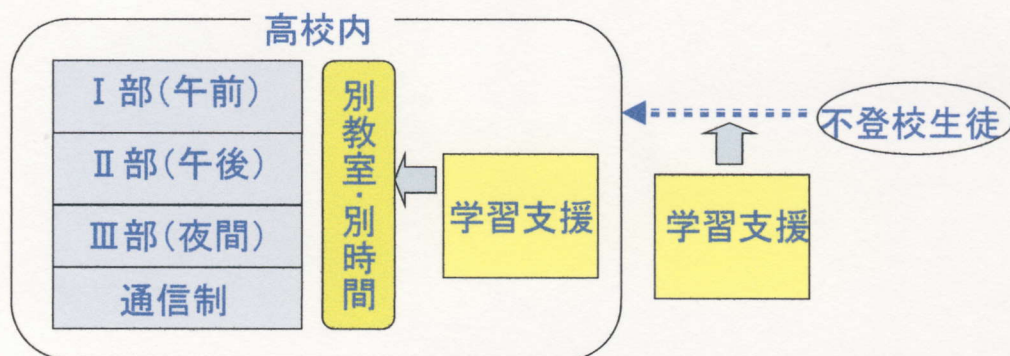 高校内
Ⅰ部(午前)
Ⅱ部(午後)
Ⅲ部(夜間)
通信制
別教室・別時間
学習支援
学習支援
不登校生徒